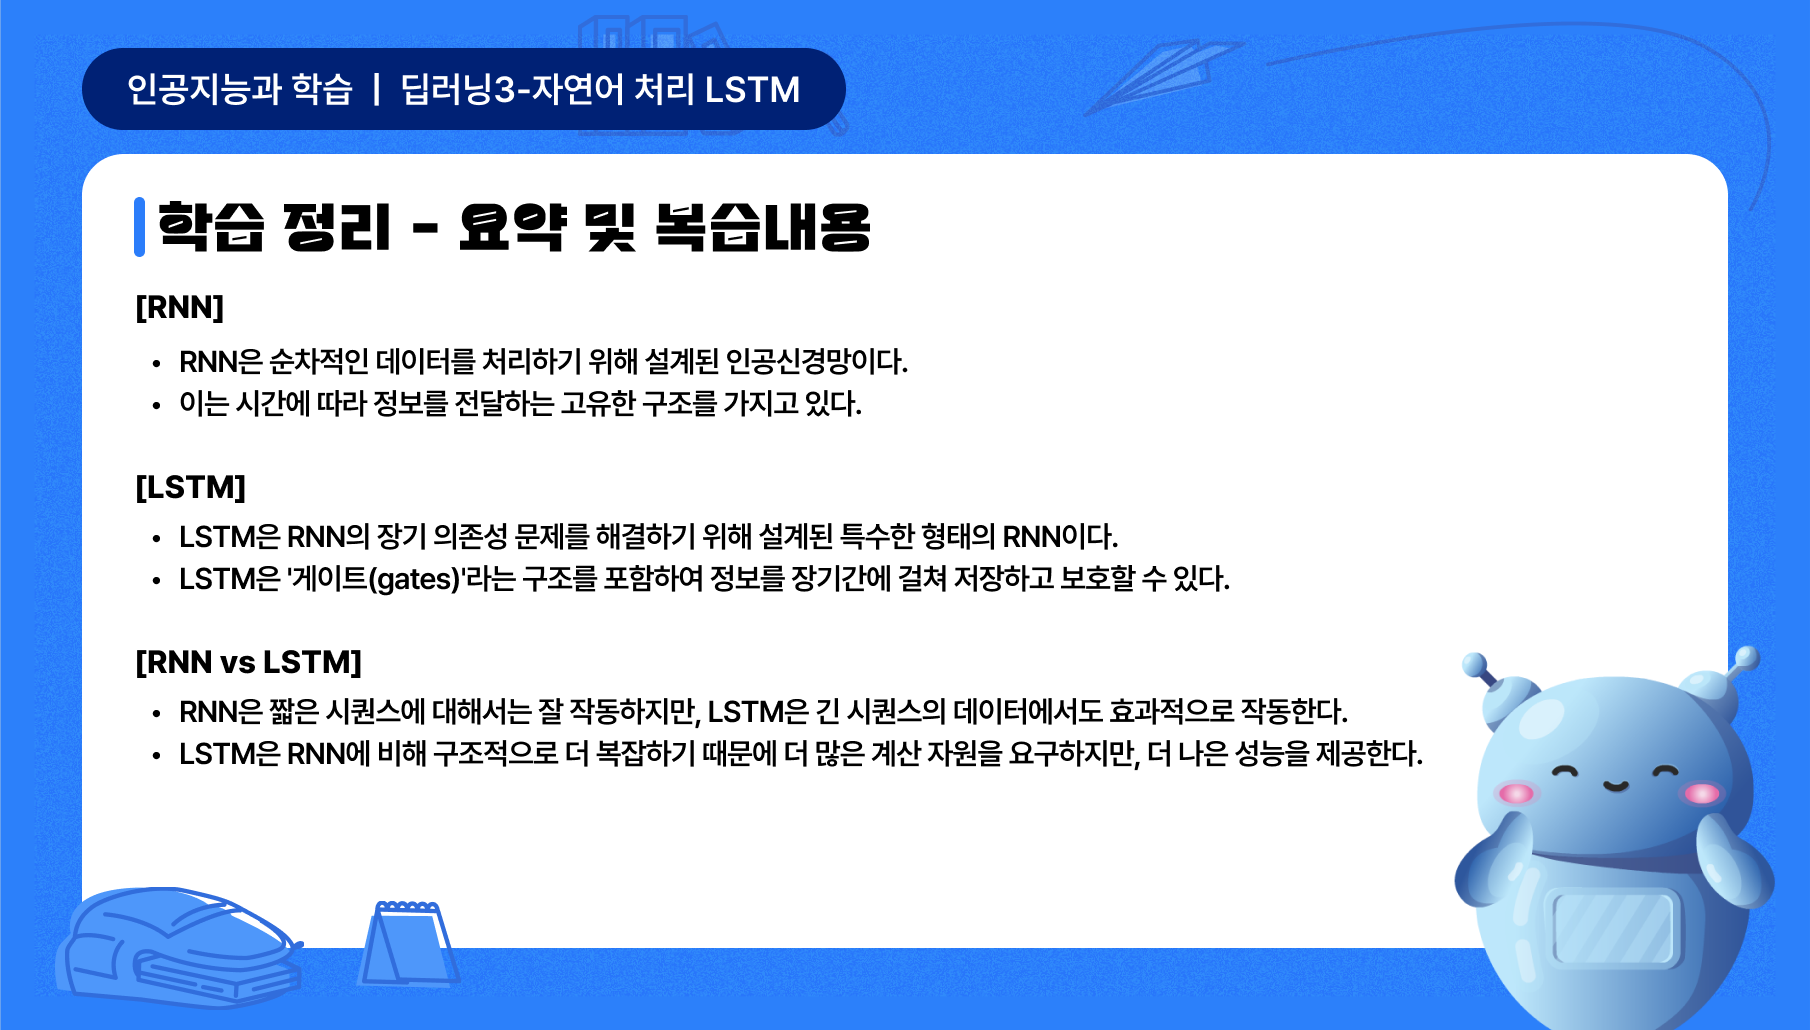 인공지능과 학습 | 딥러닝3-자연어 처리 LSTM
학습 정리 - 요약 및 복습내용
[RNN]
• RNN은 순차적인 데이터를 처리하기 위해 설계된 인공신경망이다.
• 이는 시간에 따라 정보를 전달하는 고유한 구조를 가지고 있다.
[LSTM]
• LSTM은 RNN의 장기 의존성 문제를 해결하기 위해 설계된 특수한 형태의 RNN이다.
• LSTM은 '게이트(gates)'라는 구조를 포함하여 정보를 장기간에 걸쳐 저장하고 보호할 수 있다.
[RNN vs LSTM]
• RNN은 짧은 시퀀스에 대해서는 잘 작동하지만, LSTM은 긴 시퀀스의 데이터에서도 효과적으로 작동한다.
• LSTM은 RNN에 비해 구조적으로 더 복잡하기 때문에 더 많은 계산 자원을 요구하지만, 더 나은 성능을 제공한다.